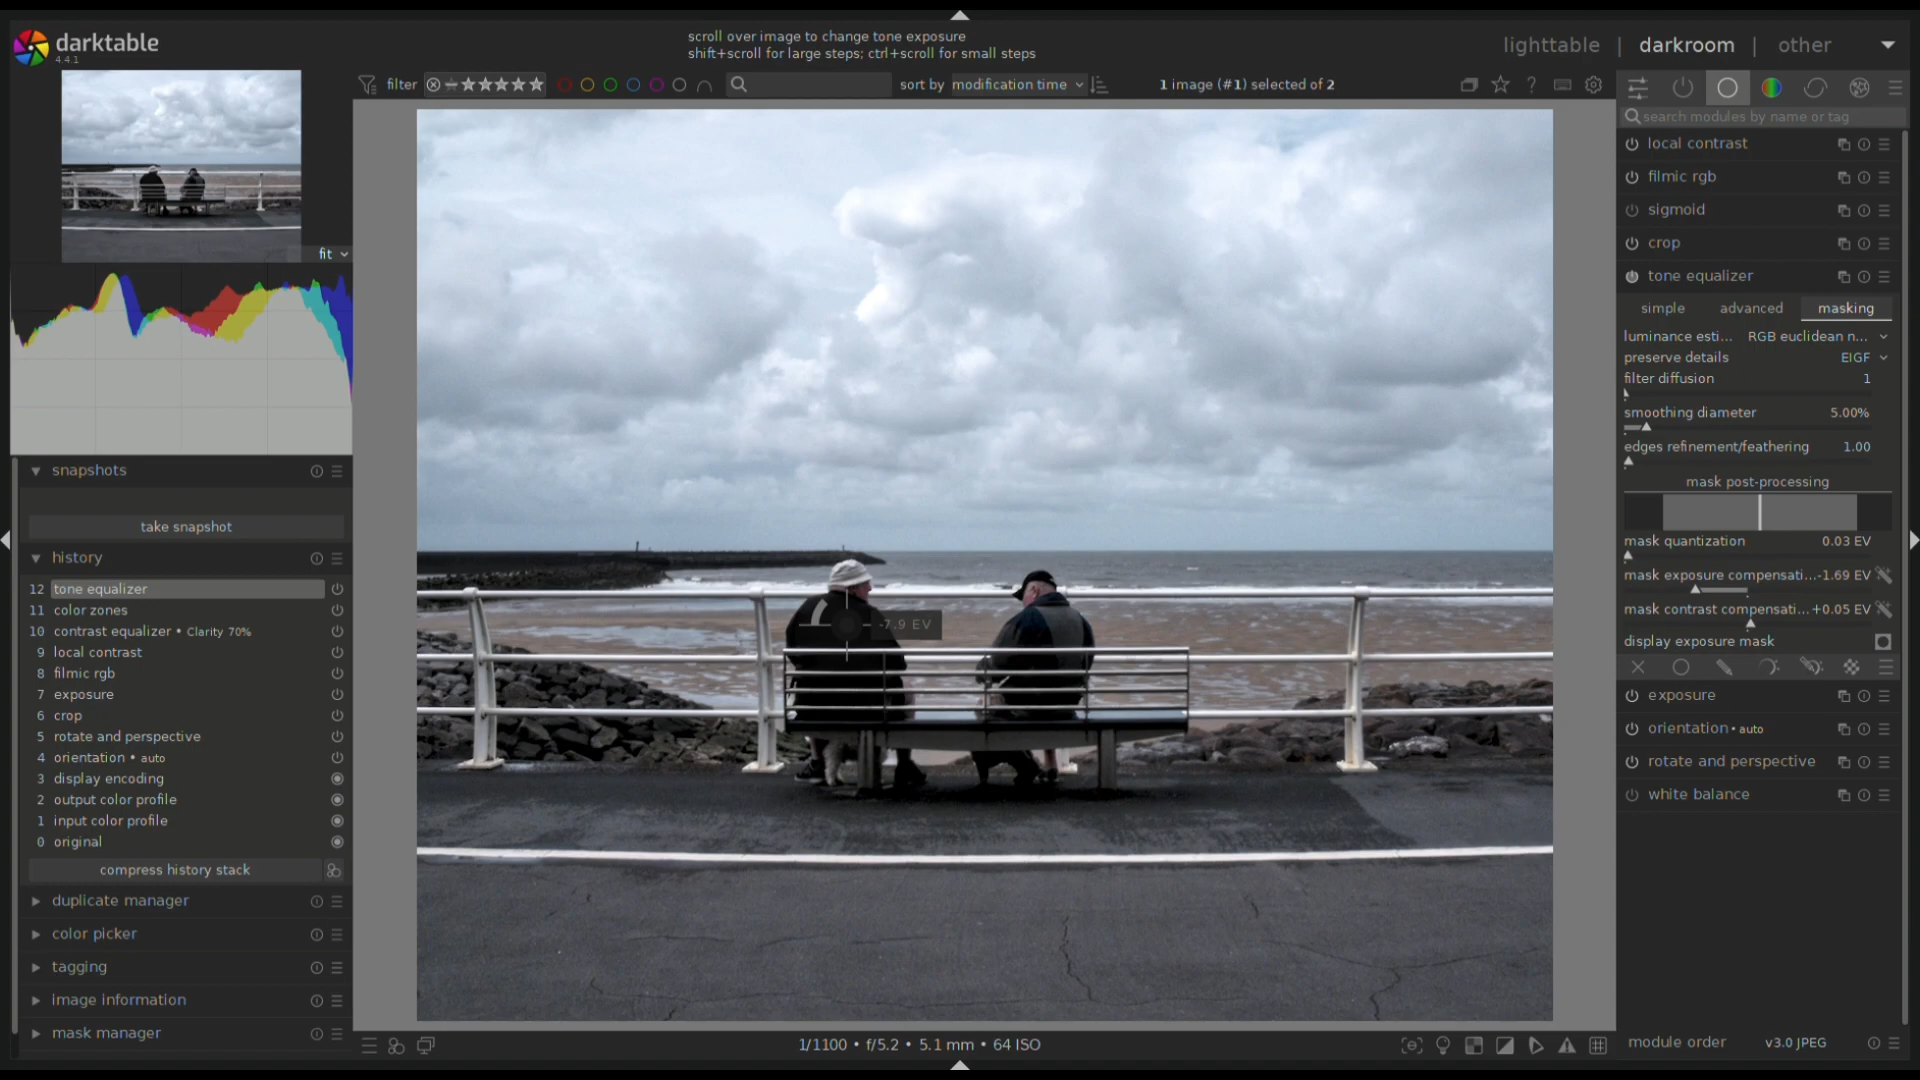 darktable
4.4.1
scroll over image to change tone exposure
shift+scroll for large steps; ctrl+scroll for small steps
lighttable | darkroom | other
filter
sort by modification time
1 image (#1) selected of 2
search modules by name or tag
fit
local contrast
filmic rgb
sigmoid
crop
tone equalizer
simple advanced masking
luminance esti... RGB euclidean n...
preserve details EIGF
filter diffusion 1
smoothing diameter 5.00%
edges refinement/feathering 1.00
mask post-processing
mask quantization 0.03 EV
mask exposure compensati...-1.69 EV
mask contrast compensati...+0.05 EV
display exposure mask
exposure
orientation • auto
rotate and perspective
white balance
module order v3.0 JPEG
snapshots
take snapshot
history
12 tone equalizer
11 color zones
10 contrast equalizer • Clarity 70%
9 local contrast
8 filmic rgb
7 exposure
6 crop
5 rotate and perspective
4 orientation • auto
3 display encoding
2 output color profile
1 input color profile
0 original
compress history stack
duplicate manager
color picker
tagging
image information
mask manager
-7.9 EV
1/1100 • f/5.2 • 5.1 mm • 64 ISO